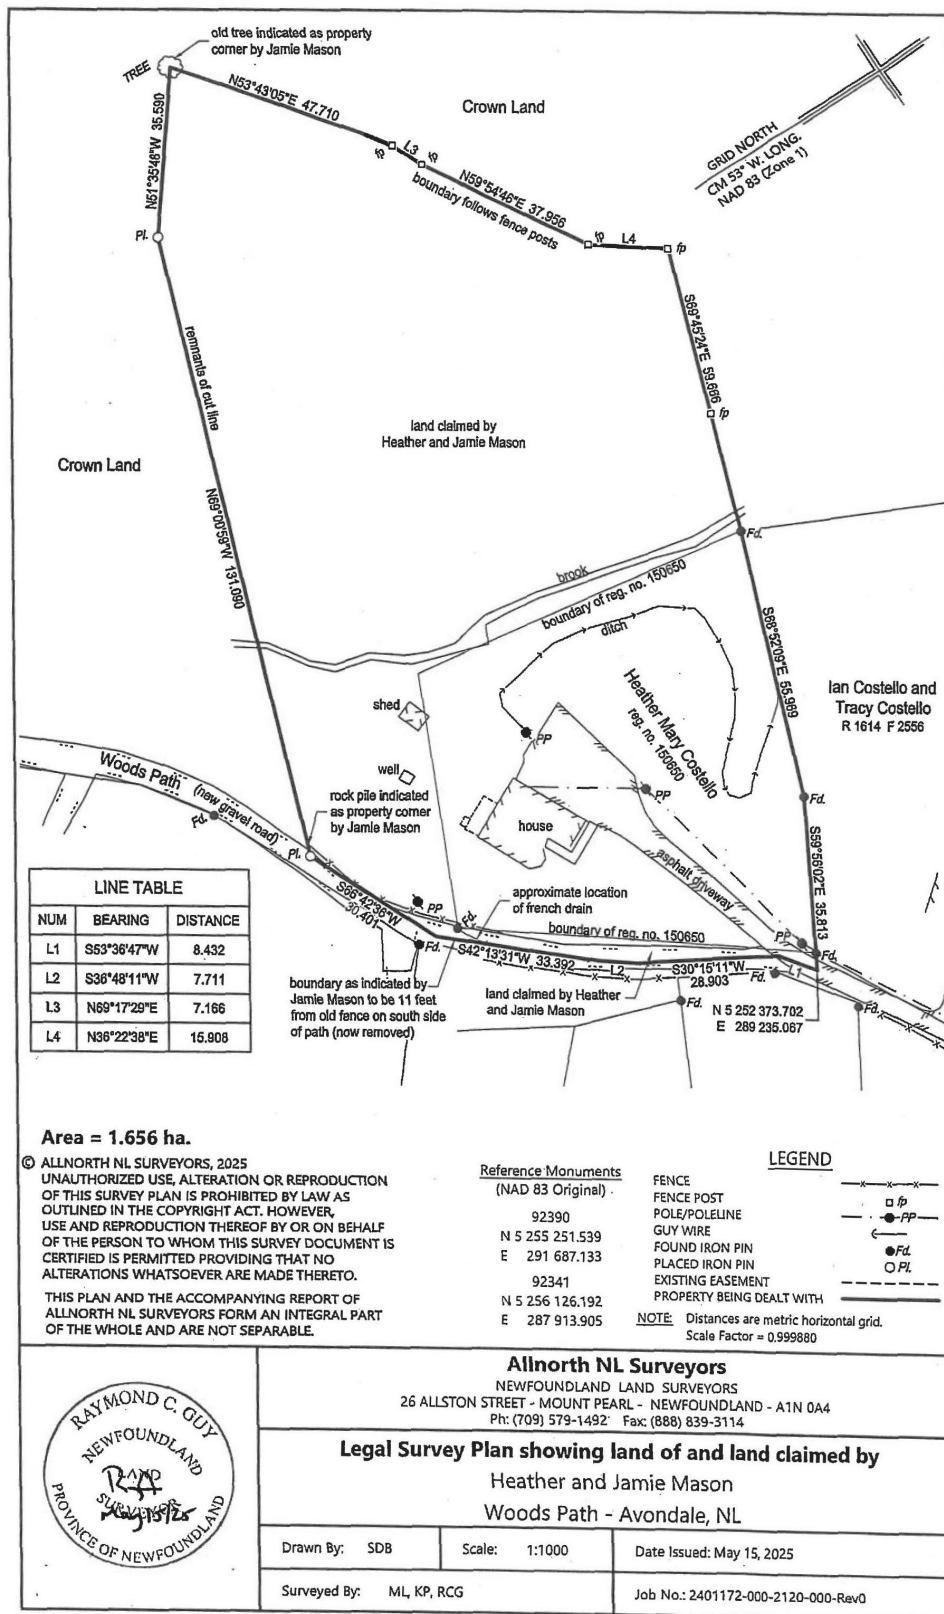 old tree indicated as property
corner by Jamie Mason
TREE
N53°43'05"E 47.710
Crown Land
GRID NORTH
CM 53° W. LONG.
NAD 83 (Zone 1)
N51°35'48"W 35.590
fp
L3
fp
N59°54'46"E 37.956
boundary follows fence posts
Pl.
fp
L4
fp
S69°45'24"E 59.666
remnants of cut line
fp
land claimed by
Heather and Jamie Mason
Crown Land
N69°00'59"W 131.090
Fd.
brook
boundary of reg. no. 150650
ditch
S68°52'09"E 55.969
Heather Mary Costello
reg. no. 150650
Ian Costello and
Tracy Costello
R 1614 F 2556
shed
PP
Woods Path
(new gravel road)
well
PP
Fd.
rock pile indicated
as property corner
by Jamie Mason
house
Fd.
Pl.
asphalt driveway
S59°56'02"E 35.813
LINE TABLE
NUM BEARING DISTANCE
L1 S53°36'47"W 8.432
L2 S36°48'11"W 7.711
L3 N69°17'29"E 7.166
L4 N36°22'38"E 15.908
S66°42'36"W
30.401
PP
approximate location
of french drain
Fd.
boundary of reg. no. 150650
PP
Fd.
Fd.
S42°13'31"W 33.392
L2
S30°15'11"W
28.903
L1
boundary as indicated by
Jamie Mason to be 11 feet
from old fence on south side
of path (now removed)
land claimed by Heather
and Jamie Mason
Fd.
Fd.
Fd.
N 5 252 373.702
E 289 235.067
Area = 1.656 ha.
© ALLNORTH NL SURVEYORS, 2025
UNAUTHORIZED USE, ALTERATION OR REPRODUCTION
OF THIS SURVEY PLAN IS PROHIBITED BY LAW AS
OUTLINED IN THE COPYRIGHT ACT. HOWEVER,
USE AND REPRODUCTION THEREOF BY OR ON BEHALF
OF THE PERSON TO WHOM THIS SURVEY DOCUMENT IS
CERTIFIED IS PERMITTED PROVIDING THAT NO
ALTERATIONS WHATSOEVER ARE MADE THERETO.
THIS PLAN AND THE ACCOMPANYING REPORT OF
ALLNORTH NL SURVEYORS FORM AN INTEGRAL PART
OF THE WHOLE AND ARE NOT SEPARABLE.
Reference Monuments
(NAD 83 Original)
92390
N 5 255 251.539
E 291 687.133
92341
N 5 256 126.192
E 287 913.905
LEGEND
FENCE
FENCE POST fp
POLE/POLELINE PP
GUY WIRE
FOUND IRON PIN Fd.
PLACED IRON PIN Pl.
EXISTING EASEMENT
PROPERTY BEING DEALT WITH
NOTE: Distances are metric horizontal grid.
Scale Factor = 0.999880
RAYMOND C. GUY
NEWFOUNDLAND
LAND
SURVEYOR
May 15/25
PROVINCE OF NEWFOUNDLAND
Allnorth NL Surveyors
NEWFOUNDLAND LAND SURVEYORS
26 ALLSTON STREET - MOUNT PEARL - NEWFOUNDLAND - A1N 0A4
Ph: (709) 579-1492 Fax: (888) 839-3114
Legal Survey Plan showing land of and land claimed by
Heather and Jamie Mason
Woods Path - Avondale, NL
Drawn By: SDB
Scale: 1:1000
Date Issued: May 15, 2025
Surveyed By: ML, KP, RCG
Job No.: 2401172-000-2120-000-Rev0